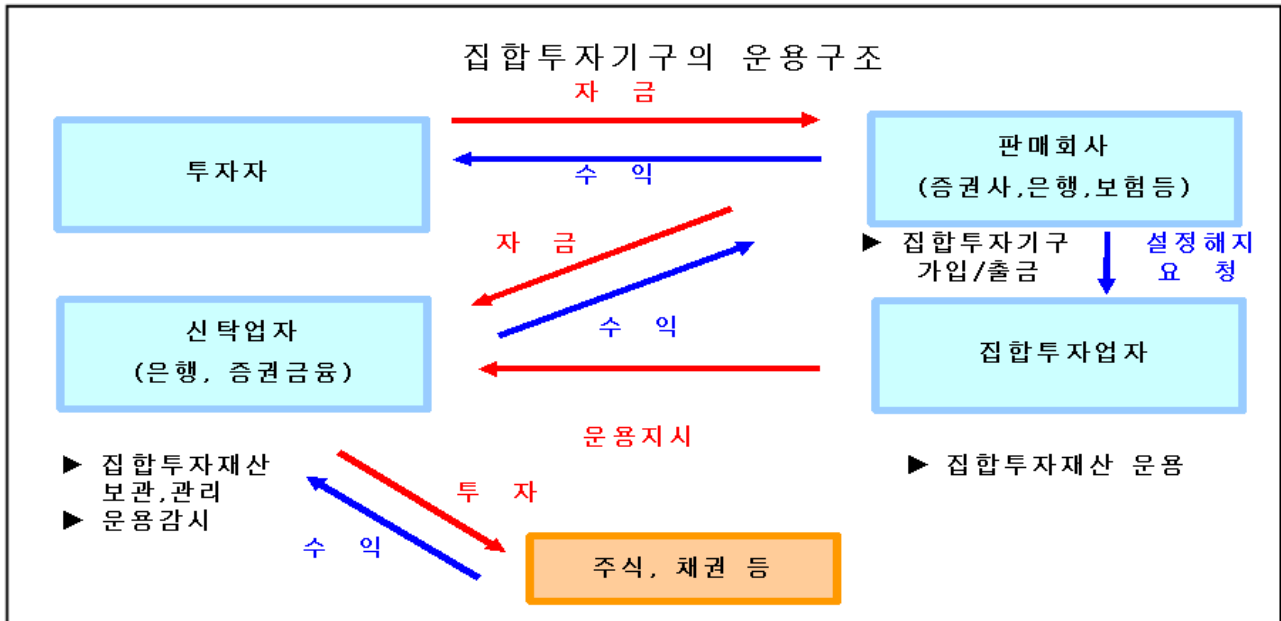 집합투자기구의 운용구조
자 금
투자자
수 익
판매회사
(증권사,은행,보험등)
자 금
▶ 집합투자기구
가입/출금
설정해지
요 청
신탁업자
(은행, 증권금융)
수 익
집합투자업자
운용지시
▶ 집합투자재산
보관,관리
▶ 운용감시
▶ 집합투자재산 운용
투 자
수 익
주식, 채권 등